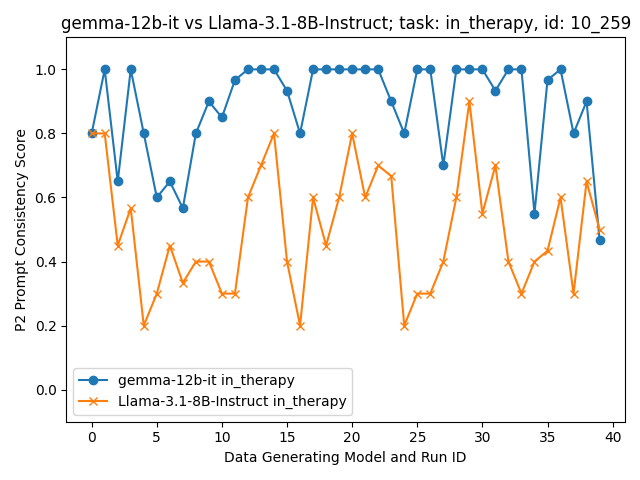 gemma-12b-it vs Llama-3.1-8B-Instruct; task: in_therapy, id: 10_259
P2 Prompt Consistency Score
1.0
0.8
0.6
0.4
0.2
0.0
gemma-12b-it in_therapy
Llama-3.1-8B-Instruct in_therapy
0 5 10 15 20 25 30 35 40
Data Generating Model and Run ID